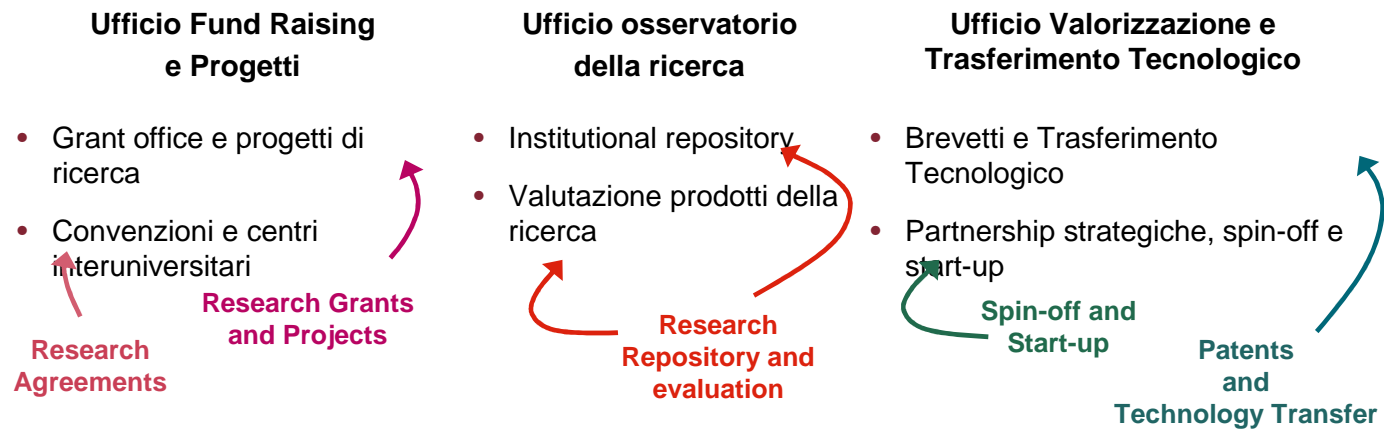 Ufficio Fund Raising
e Progetti
• Grant office e progetti di
ricerca
• Convenzioni e centri
interuniversitari
Research Grants
and Projects
Research
Agreements
Ufficio osservatorio
della ricerca
• Institutional repository
• Valutazione prodotti della
ricerca
Research
Repository and
evaluation
Ufficio Valorizzazione e
Trasferimento Tecnologico
• Brevetti e Trasferimento
Tecnologico
• Partnership strategiche, spin-off e
start-up
Spin-off and
Start-up
Patents
and
Technology Transfer